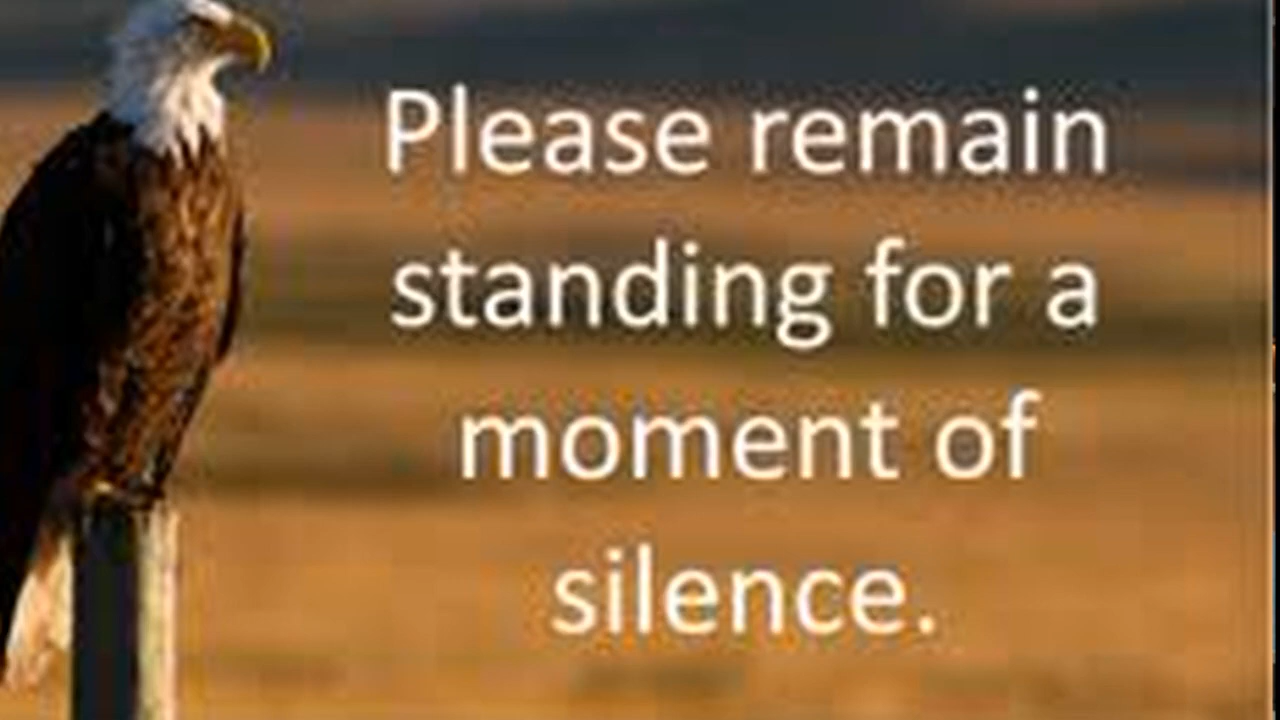 Please remain
standing for a
moment of
silence.